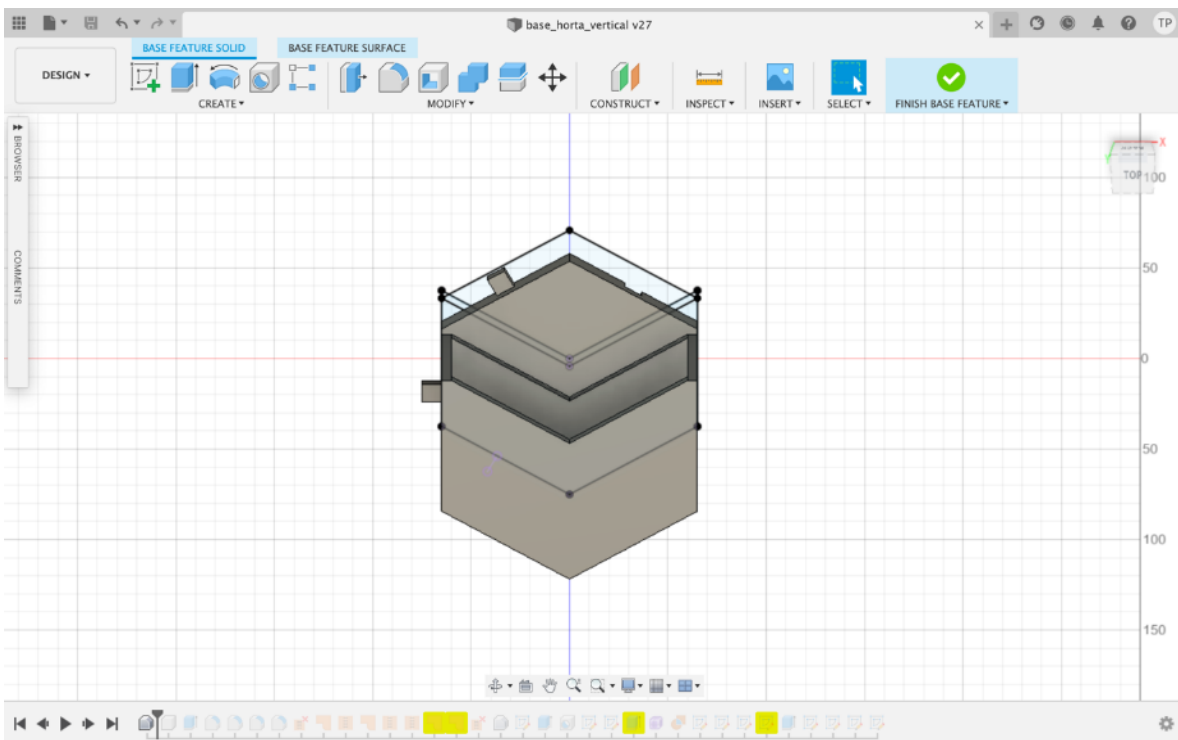 base_horta_vertical v27
TP
BASE FEATURE SOLID
BASE FEATURE SURFACE
DESIGN
CREATE
MODIFY
CONSTRUCT
INSPECT
INSERT
SELECT
FINISH BASE FEATURE
BROWSER
COMMENTS
X
TOP
100
50
0
50
100
150